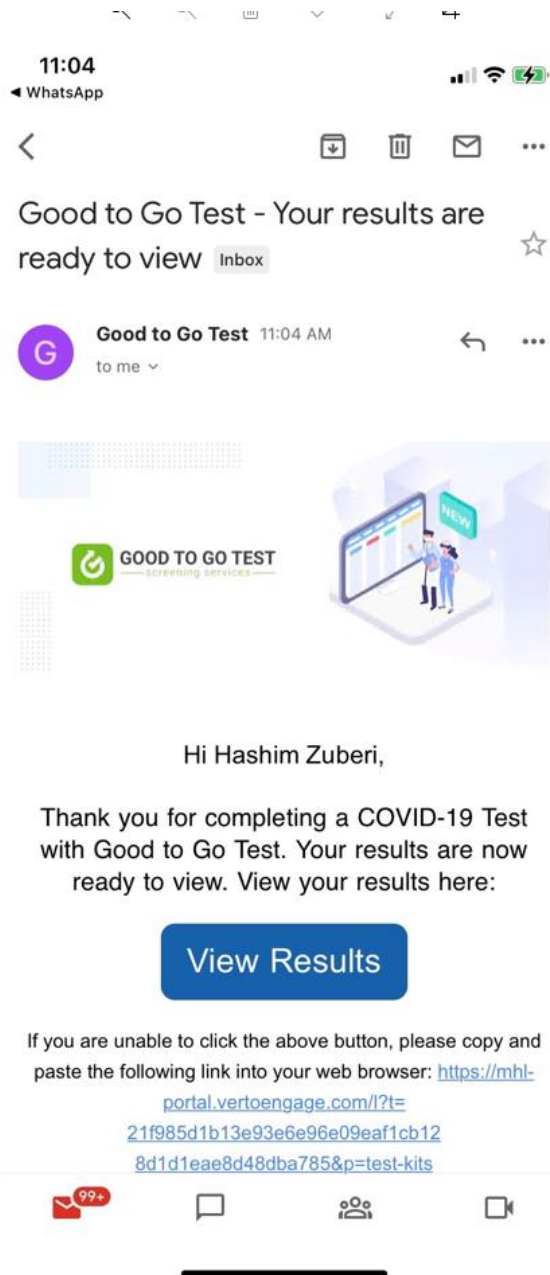 11:04
◀ WhatsApp
Good to Go Test - Your results are
ready to view Inbox
G
Good to Go Test 11:04 AM
to me
NEW
GOOD TO GO TEST
screening services
Hi Hashim Zuberi,
Thank you for completing a COVID-19 Test
with Good to Go Test. Your results are now
ready to view. View your results here:
View Results
If you are unable to click the above button, please copy and
paste the following link into your web browser: https://mhl-
portal.vertoengage.com/l?t=
21f985d1b13e93e6e96e09eaf1cb12
8d1d1eae8d48dba785&p=test-kits
99+